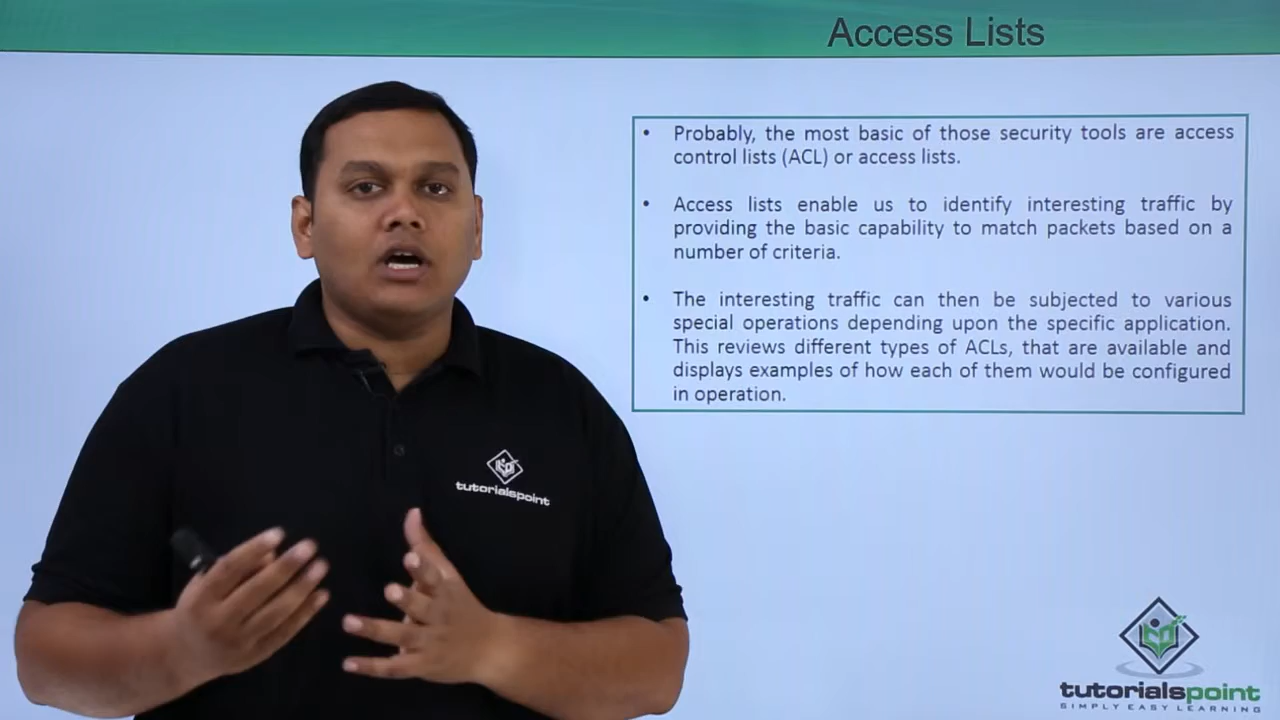 Access Lists
• Probably, the most basic of those security tools are access
control lists (ACL) or access lists.
• Access lists enable us to identify interesting traffic by
providing the basic capability to match packets based on a
number of criteria.
• The interesting traffic can then be subjected to various
special operations depending upon the specific application.
This reviews different types of ACLs, that are available and
displays examples of how each of them would be configured
in operation.
tutorialspoint
tutorialspoint
SIMPLY EASY LEARNING